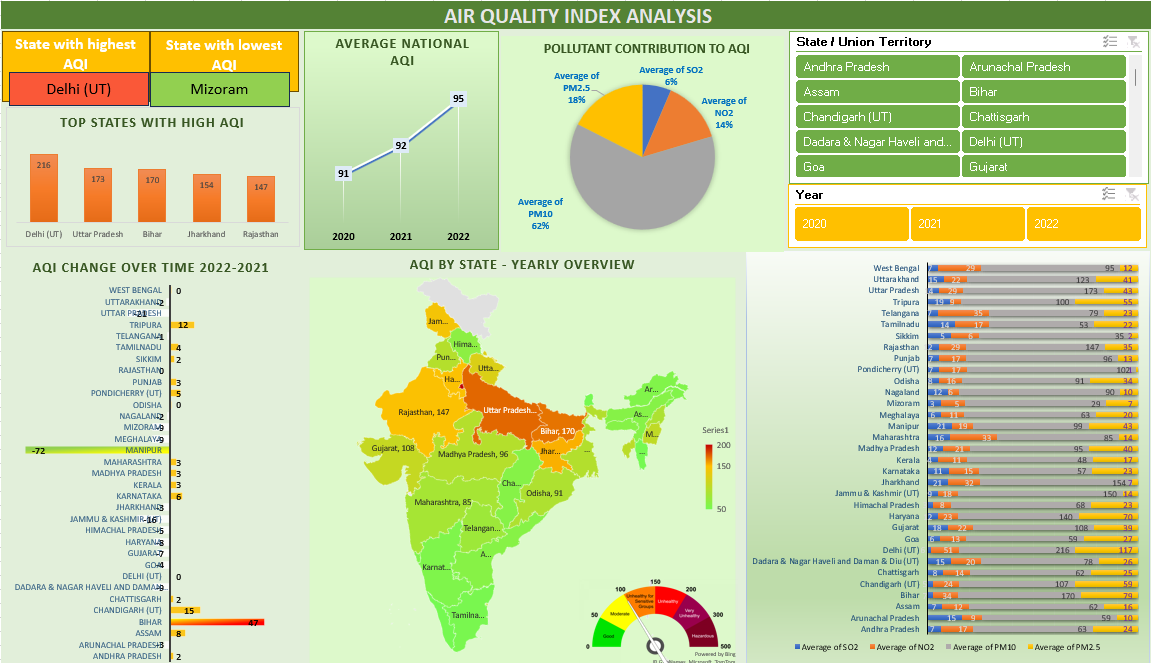 AIR QUALITY INDEX ANALYSIS
State with highest
AQI
State with lowest
AQI
Delhi (UT)
Mizoram
TOP STATES WITH HIGH AQI
216
173
170
154
147
Delhi (UT)
Uttar Pradesh
Bihar
Jharkhand
Rajasthan
AVERAGE NATIONAL
AQI
91
92
95
2020
2021
2022
POLLUTANT CONTRIBUTION TO AQI
Average of SO2
6%
Average of
NO2
14%
Average of
PM10
62%
Average of
PM2.5
18%
State / Union Territory
Andhra Pradesh
Arunachal Pradesh
Assam
Bihar
Chandigarh (UT)
Chattisgarh
Dadara & Nagar Haveli and...
Delhi (UT)
Goa
Gujarat
Year
2020
2021
2022
AQI CHANGE OVER TIME 2022-2021
WEST BENGAL 0
UTTARAKHAND -2
UTTAR PRADESH -21
TRIPURA 12
TELANGANA -1
TAMILNADU 4
SIKKIM 2
RAJASTHAN 0
PUNJAB 3
PONDICHERRY (UT) 5
ODISHA 0
NAGALAND -2
MIZORAM -9
MEGHALAYA -9
MANIPUR -72
MAHARASHTRA 3
MADHYA PRADESH 3
KERALA 3
KARNATAKA 6
JHARKHAND -3
JAMMU & KASHMIR (UT) -16
HIMACHAL PRADESH -5
HARYANA -8
GUJARAT -7
GOA -4
DELHI (UT) 0
DADARA & NAGAR HAVELI AND DAMAN
CHATTISGARH 2
CHANDIGARH (UT) 15
BIHAR 47
ASSAM 8
ARUNACHAL PRADESH -3
ANDHRA PRADESH 2
AQI BY STATE - YEARLY OVERVIEW
Jam...
Hima...
Pun...
Utta...
Ha...
Rajasthan, 147
Uttar Pradesh...
Bihar, 170
Ar...
As...
M...
...
Gujarat, 108
Madhya Pradesh, 96
Jhar...
...
Cha...
Odisha, 91
Maharashtra, 85
Telangan...
A...
Karnat...
Tamilna...
Series1
200
150
50
0
50
100
150
200
300
500
Good
Moderate
Unhealthy for
Sensitive
Groups
Unhealthy
Very
Unhealthy
Hazardous
Powered by Bing
© GeoNames, Microsoft, TomTom
West Bengal 7 29 95 12
Uttarakhand 15 22 123 41
Uttar Pradesh 29 173 43
Tripura 19 9 100 55
Telangana 7 35 79 23
Tamilnadu 14 17 53 22
Sikkim 5 6 35 2
Rajasthan 29 147 35
Punjab 7 17 96 13
Pondicherry (UT) 7 17 102
Odisha 16 91 34
Nagaland 12 6 90 10
Mizoram 3 5 29 7
Meghalaya 6 11 63 20
Manipur 21 19 99 43
Maharashtra 16 33 85 14
Madhya Pradesh 12 21 95 40
Kerala 4 11 48 17
Karnataka 11 15 57 23
Jharkhand 21 32 154 7
Jammu & Kashmir (UT) 9 18 150 14
Himachal Pradesh 8 68 23
Haryana 23 140 70
Gujarat 18 22 108 39
Goa 6 13 59 27
Delhi (UT) 51 216 117
Dadara & Nagar Haveli and Daman & Diu (UT) 15 20 78 26
Chattisgarh 8 14 62 25
Chandigarh (UT) 24 107 59
Bihar 34 170 79
Assam 7 12 62 16
Arunachal Pradesh 15 9 59 10
Andhra Pradesh 7 17 63 24
Average of SO2
Average of NO2
Average of PM10
Average of PM2.5